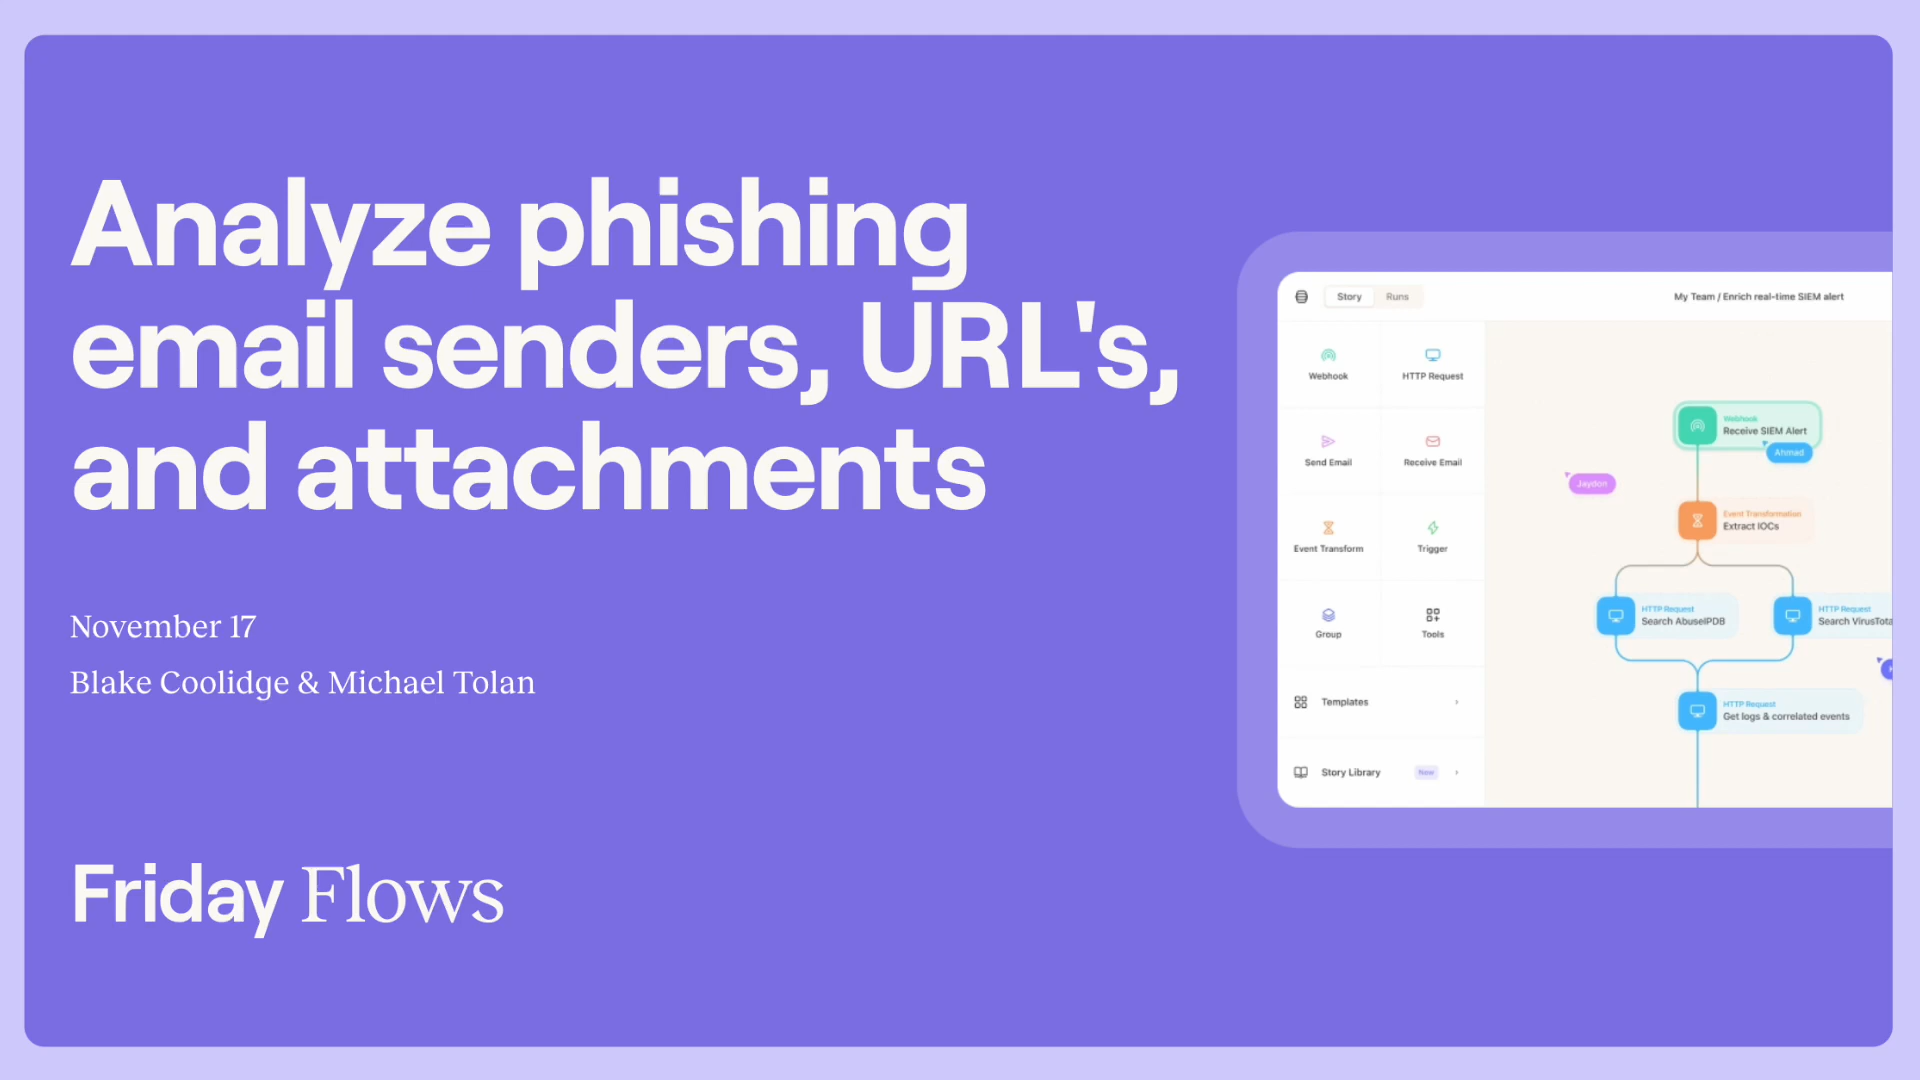 Analyze phishing
email senders, URL's,
and attachments
November 17
Blake Coolidge & Michael Tolan
Friday Flows
Story Runs
My Team / Enrich real-time SIEM alert
Webhook
HTTP Request
Send Email
Receive Email
Event Transform
Trigger
Group
Tools
Templates
Story Library New
Webhook
Receive SIEM Alert
Ahmad
Jaydon
Event Transformation
Extract IOCs
HTTP Request
Search AbuseIPDB
HTTP Request
Search VirusTota
HTTP Request
Get logs & correlated events